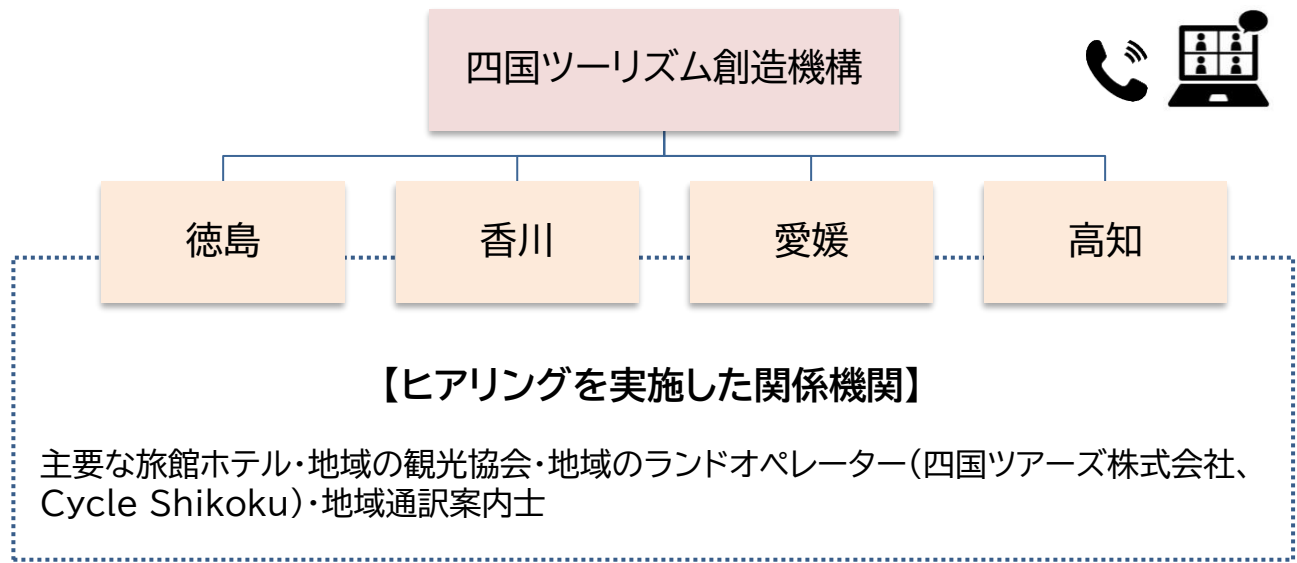 四国ツーリズム創造機構
徳島
香川
愛媛
高知
【ヒアリングを実施した関係機関】
主要な旅館ホテル・地域の観光協会・地域のランドオペレーター(四国ツアーズ株式会社、
Cycle Shikoku)・地域通訳案内士